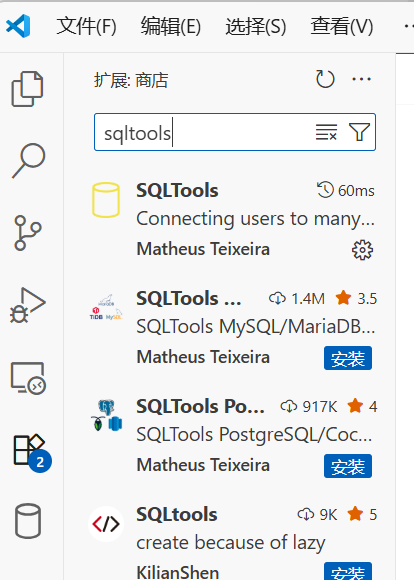 文件(F) 编辑(E) 选择(S) 查看(V) ···
扩展: 商店
sqltools
SQLTools 60ms
Connecting users to many...
Matheus Teixeira
SQLTools ... 1.4M 3.5
SQLTools MySQL/MariaDB...
Matheus Teixeira 安装
SQLTools Po... 917K 4
SQLTools PostgreSQL/Coc...
Matheus Teixeira 安装
2
SQLtools 9K 5
create because of lazy
KilianShen 安装